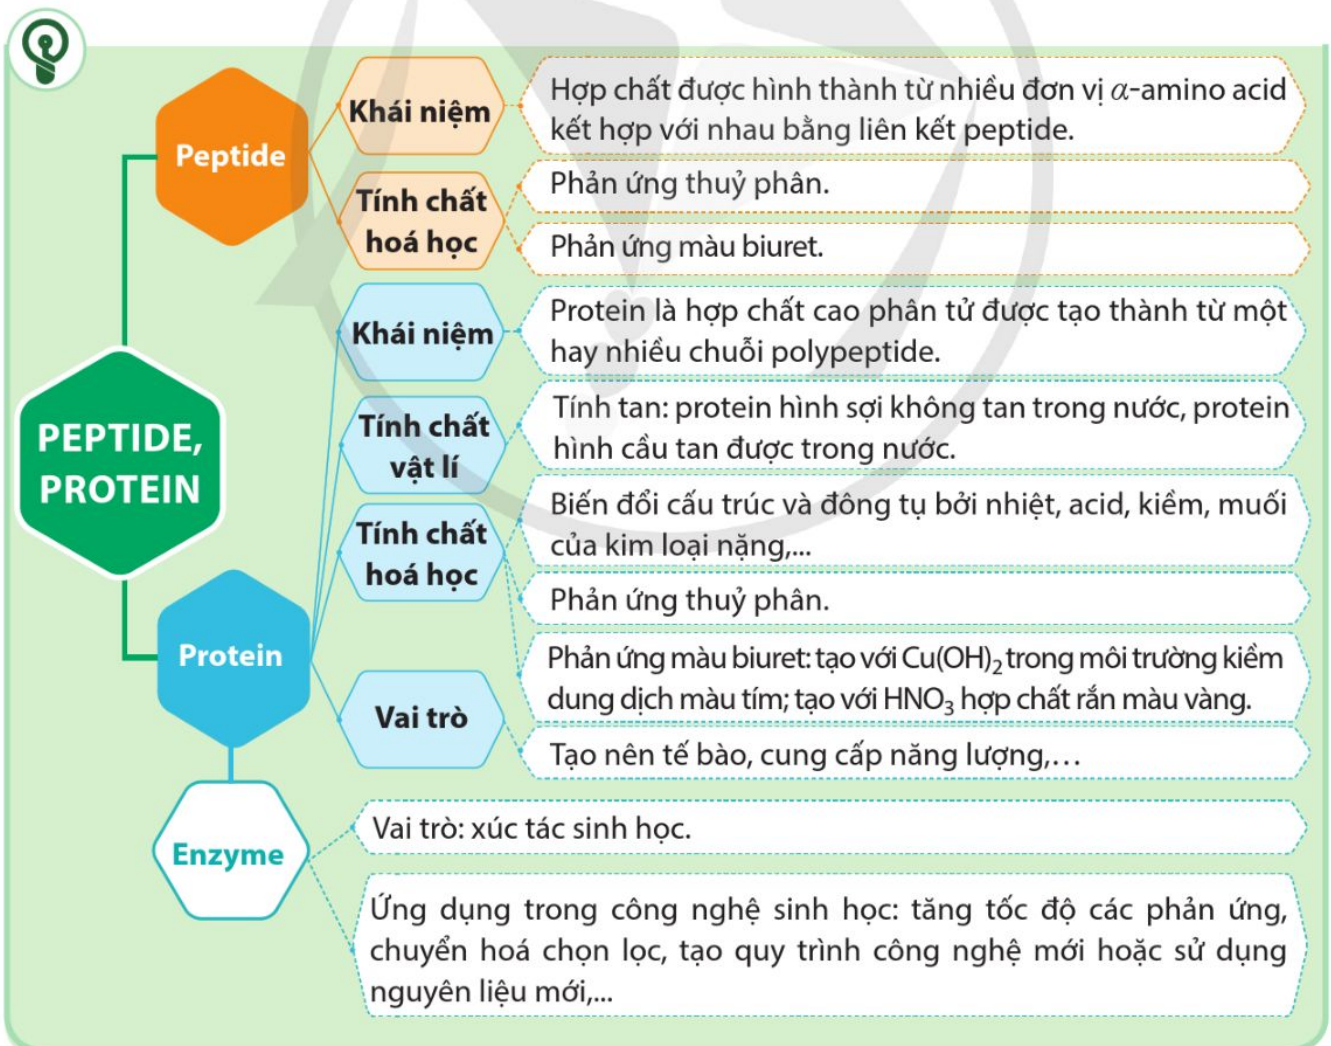 PEPTIDE,
PROTEIN
Peptide
Khái niệm
Hợp chất được hình thành từ nhiều đơn vị α-amino acid
kết hợp với nhau bằng liên kết peptide.
Tính chất
hoá học
Phản ứng thuỷ phân.
Phản ứng màu biuret.
Protein
Khái niệm
Protein là hợp chất cao phân tử được tạo thành từ một
hay nhiều chuỗi polypeptide.
Tính chất
vật lí
Tính tan: protein hình sợi không tan trong nước, protein
hình cầu tan được trong nước.
Tính chất
hoá học
Biến đổi cấu trúc và đông tụ bởi nhiệt, acid, kiềm, muối
của kim loại nặng,...
Phản ứng thuỷ phân.
Phản ứng màu biuret: tạo với Cu(OH)₂ trong môi trường kiềm
dung dịch màu tím; tạo với HNO₃ hợp chất rắn màu vàng.
Vai trò
Tạo nên tế bào, cung cấp năng lượng,…
Enzyme
Vai trò: xúc tác sinh học.
Ứng dụng trong công nghệ sinh học: tăng tốc độ các phản ứng,
chuyển hoá chọn lọc, tạo quy trình công nghệ mới hoặc sử dụng
nguyên liệu mới,...